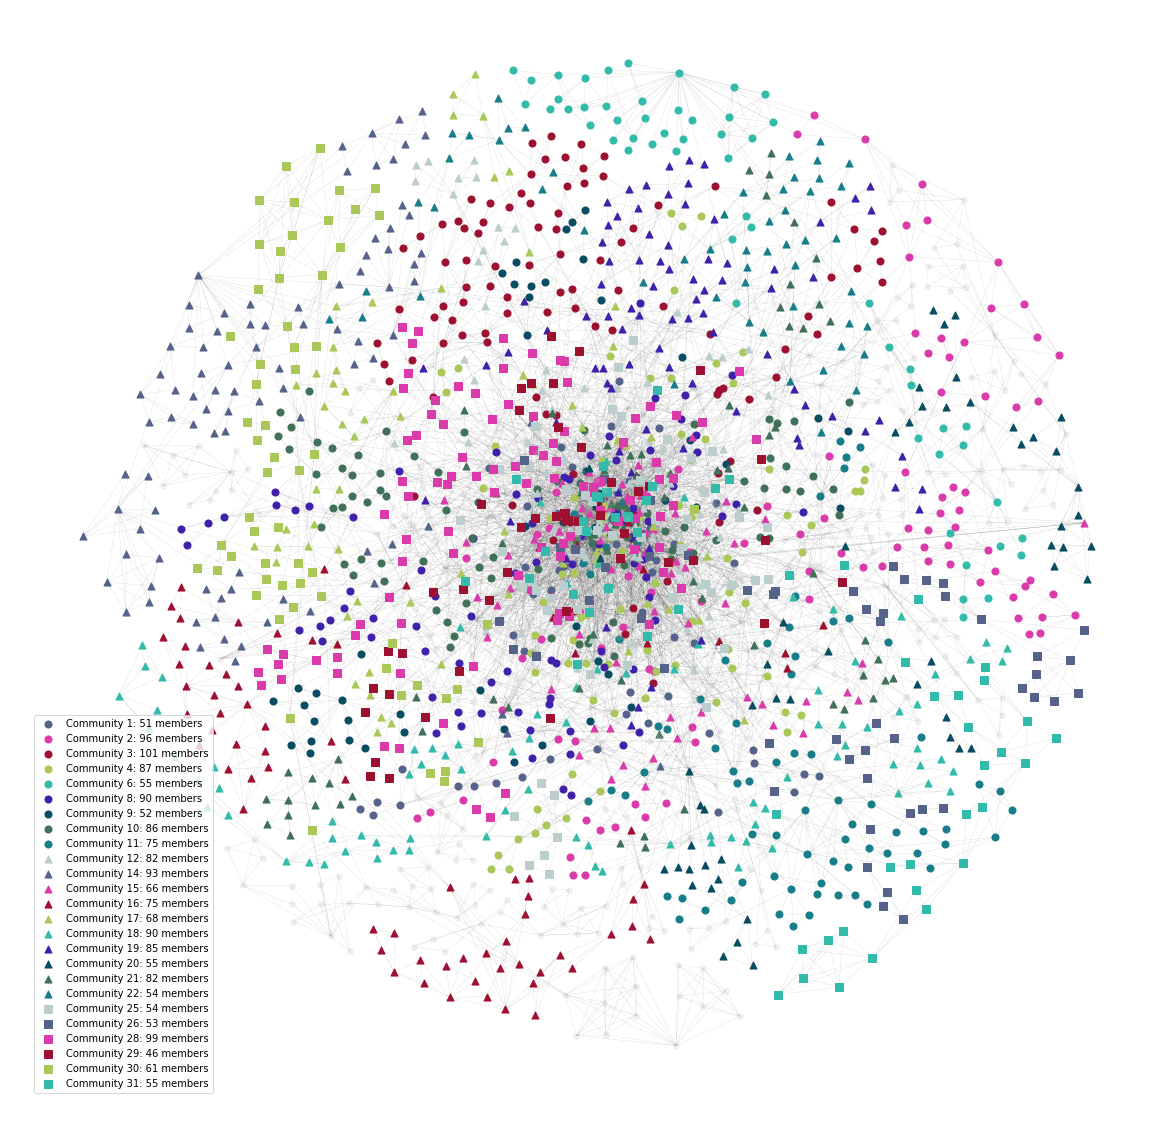 Community 1: 51 members
Community 2: 96 members
Community 3: 101 members
Community 4: 87 members
Community 6: 55 members
Community 8: 90 members
Community 9: 52 members
Community 10: 86 members
Community 11: 75 members
Community 12: 82 members
Community 14: 93 members
Community 15: 66 members
Community 16: 75 members
Community 17: 68 members
Community 18: 90 members
Community 19: 85 members
Community 20: 55 members
Community 21: 82 members
Community 22: 54 members
Community 25: 54 members
Community 26: 53 members
Community 28: 99 members
Community 29: 46 members
Community 30: 61 members
Community 31: 55 members